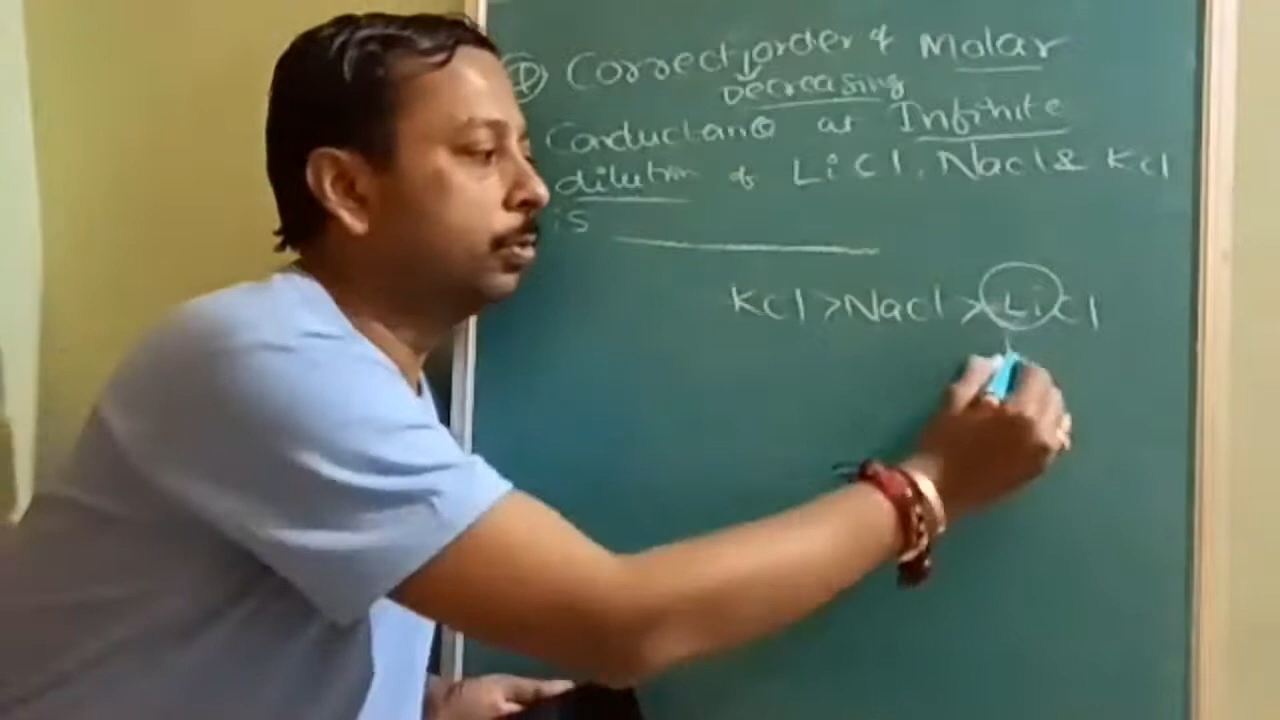 ① Correct order of Molar
Decreasing
Conductance at Infinite
dilution of LiCl, NaCl & KCl
is
KCl > NaCl > LiCl